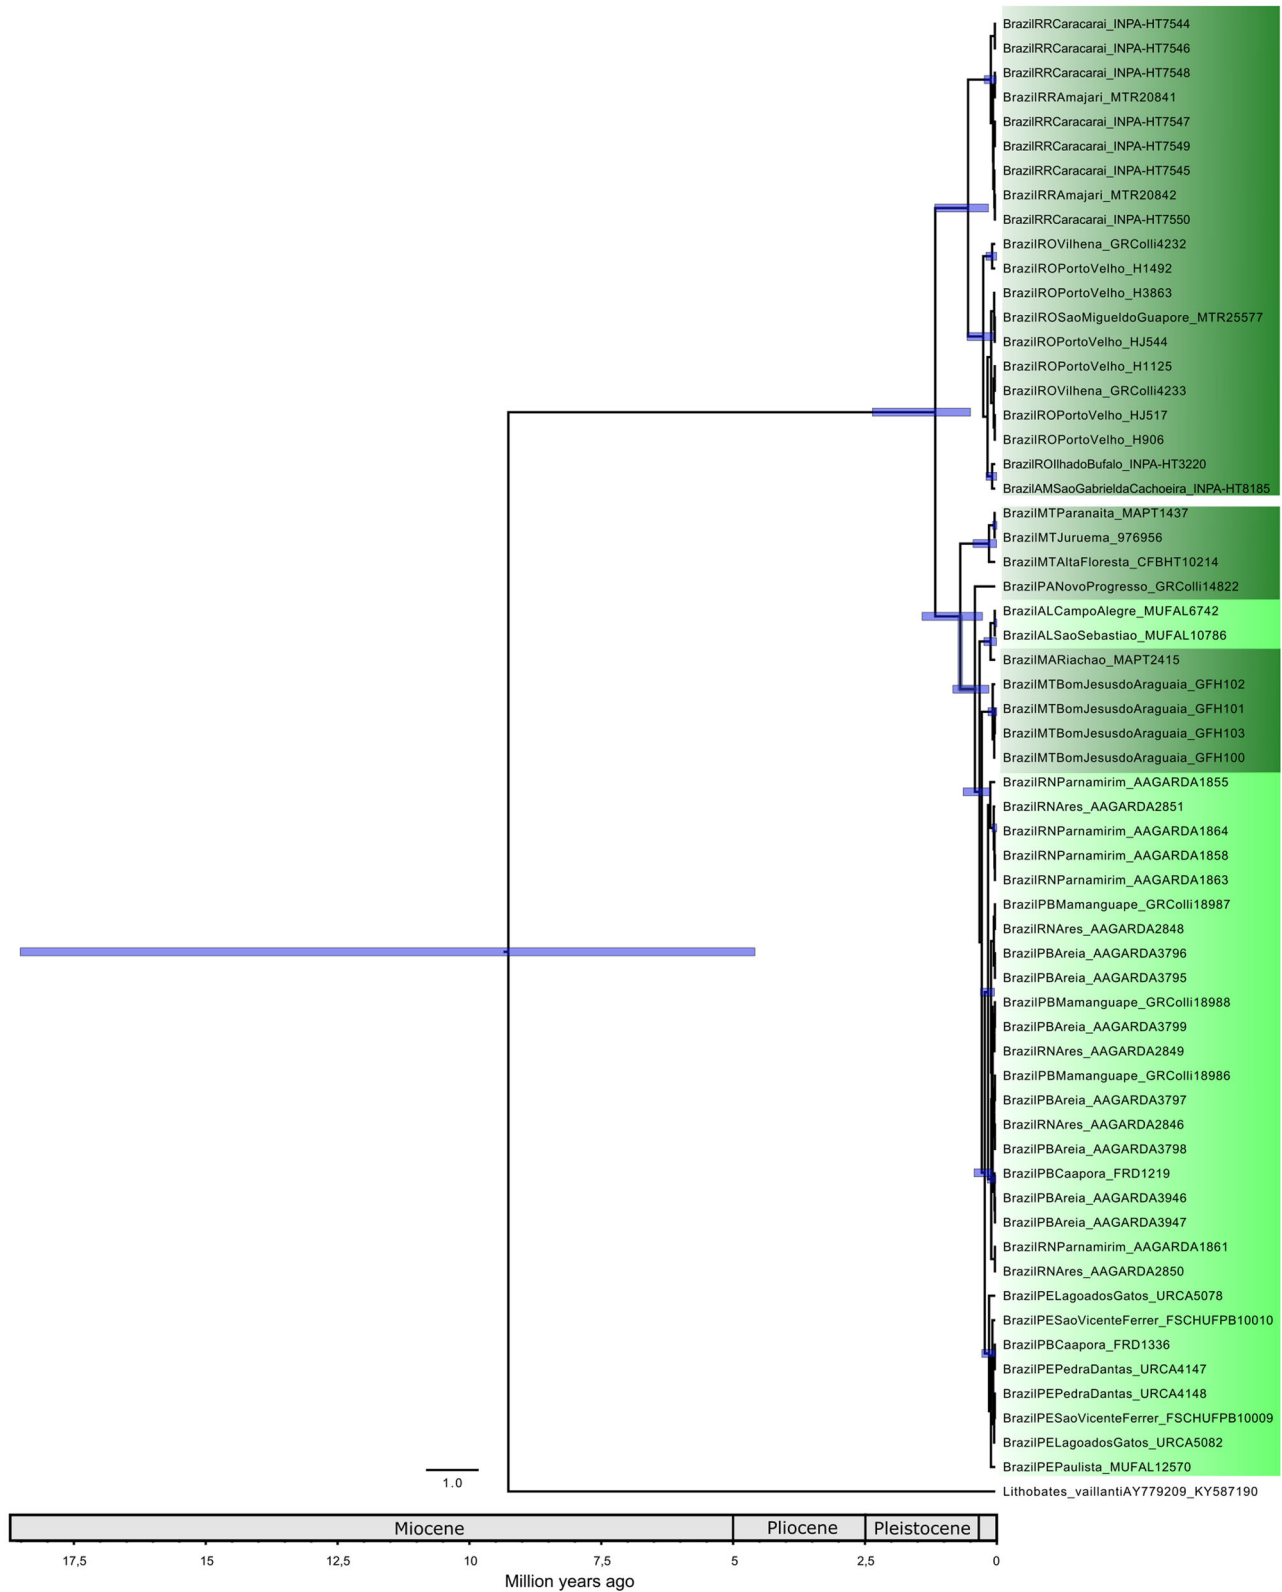 BrazilRRCaracarai_INPA-HT7544
BrazilRRCaracarai_INPA-HT7546
BrazilRRCaracarai_INPA-HT7548
BrazilRRAmajari_MTR20841
BrazilRRCaracarai_INPA-HT7547
BrazilRRCaracarai_INPA-HT7549
BrazilRRCaracarai_INPA-HT7545
BrazilRRAmajari_MTR20842
BrazilRRCaracarai_INPA-HT7550
BrazilROVilhena_GRColli4232
BrazilROPortoVelho_H1492
BrazilROPortoVelho_H3863
BrazilROSaoMigueldoGuapore_MTR25577
BrazilROPortoVelho_HJ544
BrazilROPortoVelho_H1125
BrazilROVilhena_GRColli4233
BrazilROPortoVelho_HJ517
BrazilROPortoVelho_H906
BrazilROIlhadoBufalo_INPA-HT3220
BrazilAMSaoGabrieldaCachoeira_INPA-HT8185
BrazilMTParanaita_MAPT1437
BrazilMTJuruema_976956
BrazilMTAltaFloresta_CFBHT10214
BrazilPANovoProgresso_GRColli14822
BrazilALCampoAlegre_MUFAL6742
BrazilALSaoSebastiao_MUFAL10786
BrazilMARiachao_MAPT2415
BrazilMTBomJesusdoAraguaia_GFH102
BrazilMTBomJesusdoAraguaia_GFH101
BrazilMTBomJesusdoAraguaia_GFH103
BrazilMTBomJesusdoAraguaia_GFH100
BrazilRNParnamirim_AAGARDA1855
BrazilRNAres_AAGARDA2851
BrazilRNParnamirim_AAGARDA1864
BrazilRNParnamirim_AAGARDA1858
BrazilRNParnamirim_AAGARDA1863
BrazilPBMamanguape_GRColli18987
BrazilRNAres_AAGARDA2848
BrazilPBAreia_AAGARDA3796
BrazilPBAreia_AAGARDA3795
BrazilPBMamanguape_GRColli18988
BrazilPBAreia_AAGARDA3799
BrazilRNAres_AAGARDA2849
BrazilPBMamanguape_GRColli18986
BrazilPBAreia_AAGARDA3797
BrazilRNAres_AAGARDA2846
BrazilPBAreia_AAGARDA3798
BrazilPBCaapora_FRD1219
BrazilPBAreia_AAGARDA3946
BrazilPBAreia_AAGARDA3947
BrazilRNParnamirim_AAGARDA1861
BrazilRNAres_AAGARDA2850
BrazilPELagoadosGatos_URCA5078
BrazilPESaoVicenteFerrer_FSCHUFPB10010
BrazilPBCaapora_FRD1336
BrazilPEPedraDantas_URCA4147
BrazilPEPedraDantas_URCA4148
BrazilPESaoVicenteFerrer_FSCHUFPB10009
BrazilPELagoadosGatos_URCA5082
BrazilPEPaulista_MUFAL12570
Lithobates_vaillantiAY779209_KY587190
1.0
Miocene Pliocene Pleistocene
17,5 15 12,5 10 7,5 5 2,5 0
Million years ago